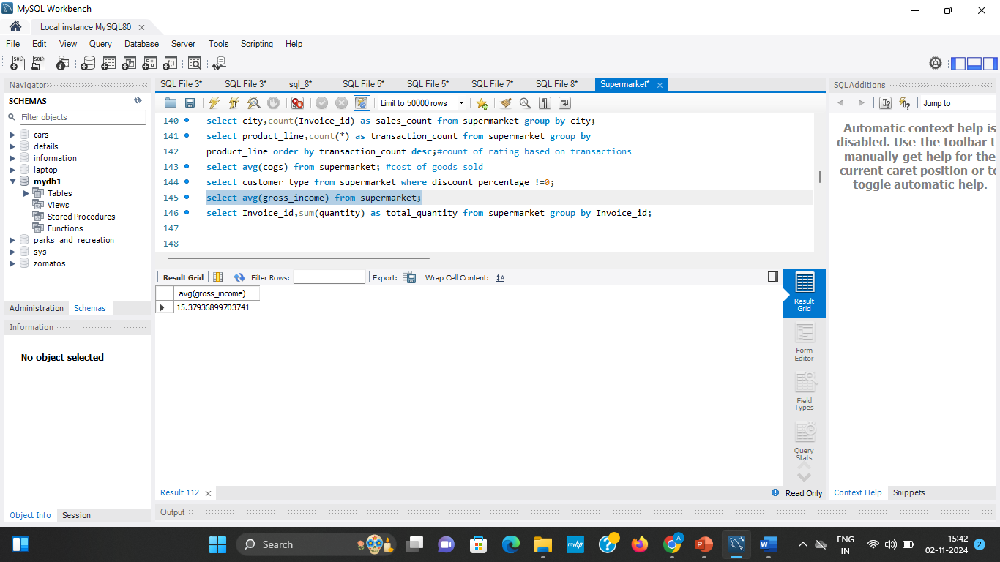 MySQL Workbench
Local instance MySQL80
File Edit View Query Database Server Tools Scripting Help
Navigator
SCHEMAS
Filter objects
cars
details
information
laptop
mydb1
Tables
Views
Stored Procedures
Functions
parks_and_recreation
sys
zomatos
Administration Schemas
Information
No object selected
Object Info Session
SQL File 3* SQL File 3* sql_8* SQL File 5* SQL File 5* SQL File 7* SQL File 8* Supermarket*
Limit to 50000 rows
140 select city,count(Invoice_id) as sales_count from supermarket group by city;
141 select product_line,count(*) as transaction_count from supermarket group by
142 product_line order by transaction_count desc;#count of rating based on transactions
143 select avg(cogs) from supermarket; #cost of goods sold
144 select customer_type from supermarket where discount_percentage !=0;
145 select avg(gross_income) from supermarket;
146 select Invoice_id,sum(quantity) as total_quantity from supermarket group by Invoice_id;
147
148
Result Grid Filter Rows: Export: Wrap Cell Content:
avg(gross_income)
15.37936899703741
Result
Grid
Form
Editor
Field
Types
Query
Stats
Result 112
Read Only
Output
SQLAdditions
Jump to
Automatic context help is
disabled. Use the toolbar t
manually get help for the
current caret position or to
toggle automatic help.
Context Help Snippets
Search
ENG
IN
15:42
02-11-2024
2